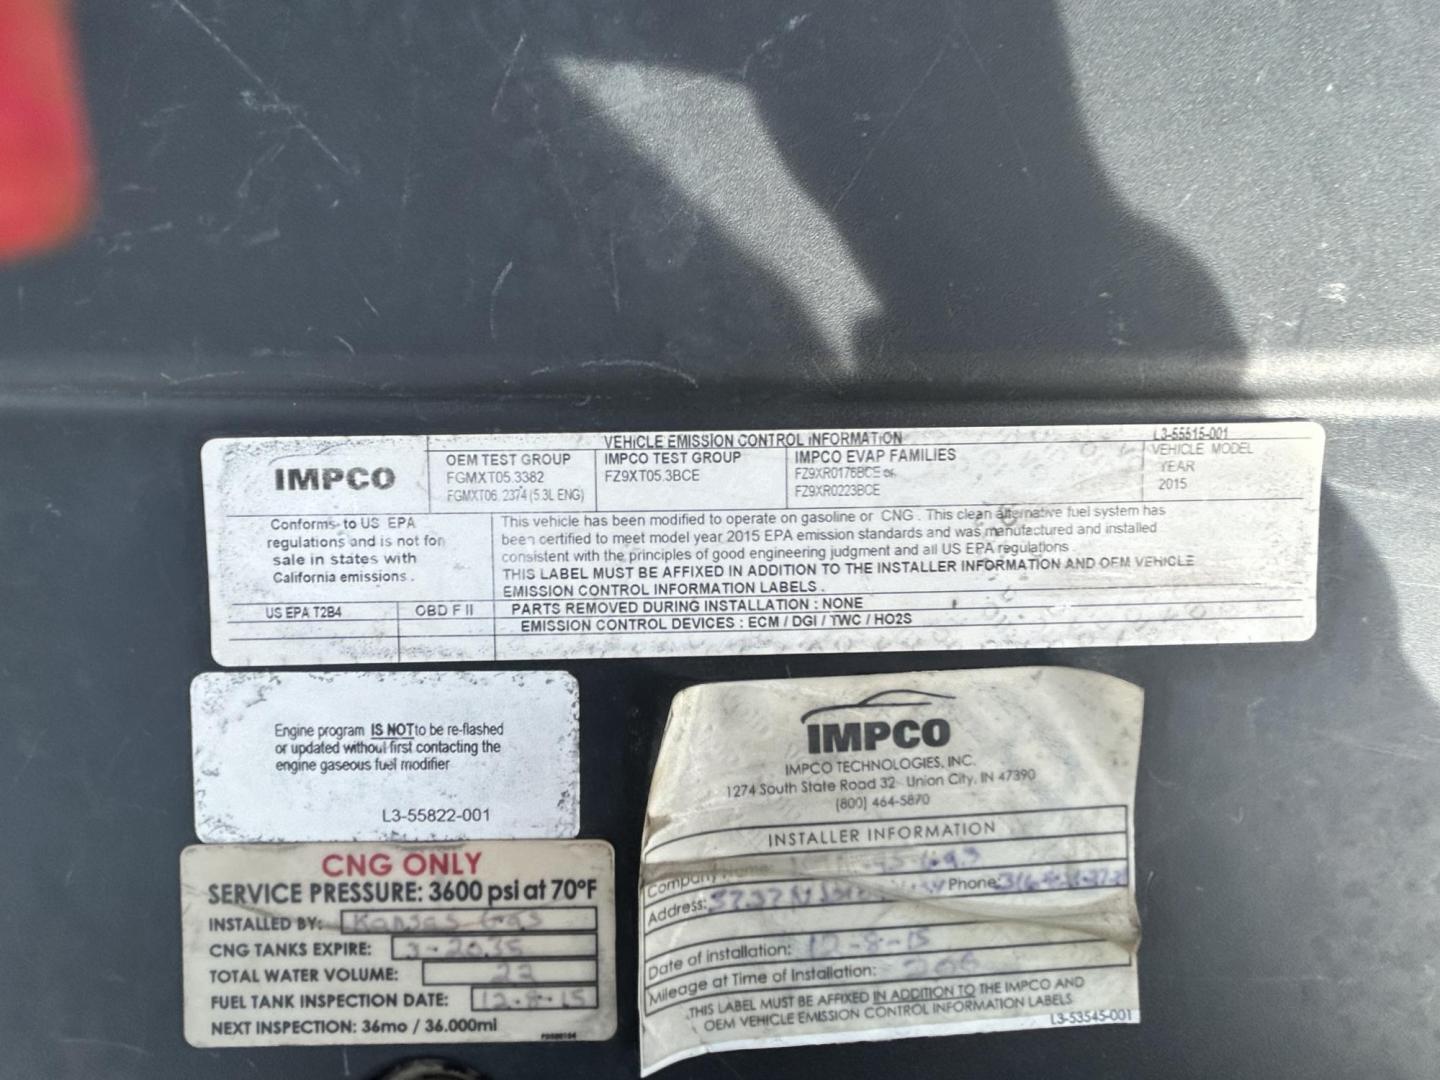 VEHICLE EMISSION CONTROL INFORMATION
L3-55515-001
IMPCO
OEM TEST GROUP
FGMXT05.3382
FGMXT06.2374 (5.3L ENG)
IMPCO TEST GROUP
FZ9XT05.3BCE
IMPCO EVAP FAMILIES
FZ9XR0176BCE or
FZ9XR0223BCE
VEHICLE MODEL
YEAR
2015
Conforms to US EPA
regulations and is not for
sale in states with
California emissions.
This vehicle has been modified to operate on gasoline or CNG. This clean alternative fuel system has
been certified to meet model year 2015 EPA emission standards and was manufactured and installed
consistent with the principles of good engineering judgment and all US EPA regulations.
THIS LABEL MUST BE AFFIXED IN ADDITION TO THE INSTALLER INFORMATION AND OEM VEHICLE
EMISSION CONTROL INFORMATION LABELS.
US EPA T2B4
OBD F II
PARTS REMOVED DURING INSTALLATION : NONE
EMISSION CONTROL DEVICES : ECM / DGI / TWC / HO2S
Engine program IS NOT to be re-flashed
or updated without first contacting the
engine gaseous fuel modifier
L3-55822-001
CNG ONLY
SERVICE PRESSURE: 3600 psi at 70°F
INSTALLED BY: Kansas Gas
CNG TANKS EXPIRE: 3-2035
TOTAL WATER VOLUME: 22
FUEL TANK INSPECTION DATE: 12-8-15
NEXT INSPECTION: 36mo / 36.000ml
IMPCO
IMPCO TECHNOLOGIES, INC.
1274 South State Road 32 Union City, IN 47390
(800) 464-5870
INSTALLER INFORMATION
Company Name: Gas
Address: Phone:
Date of installation: 12-8-15
Mileage at Time of Installation:
THIS LABEL MUST BE AFFIXED IN ADDITION TO THE IMPCO AND
OEM VEHICLE EMISSION CONTROL INFORMATION LABELS
L3-53545-001